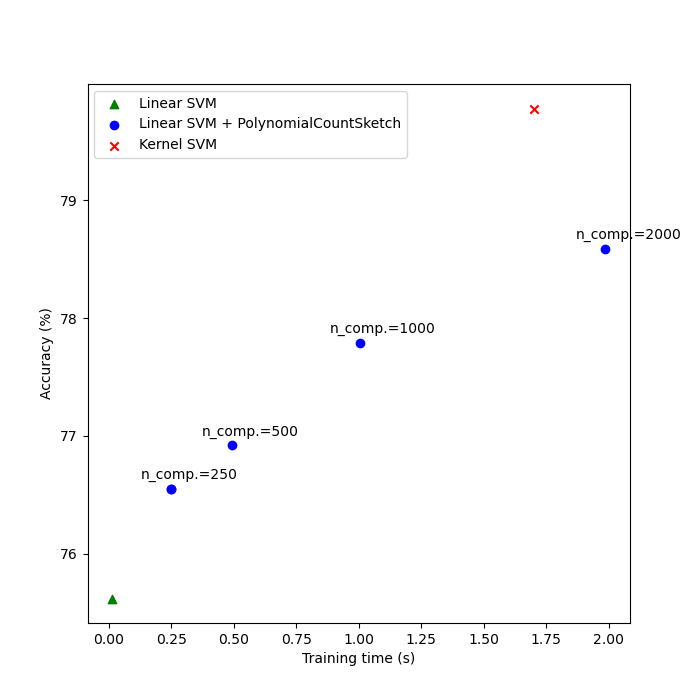 Linear SVM
Linear SVM + PolynomialCountSketch
Kernel SVM
n_comp.=2000
n_comp.=1000
n_comp.=500
n_comp.=250
79
78
77
76
Accuracy (%)
0.00 0.25 0.50 0.75 1.00 1.25 1.50 1.75 2.00
Training time (s)